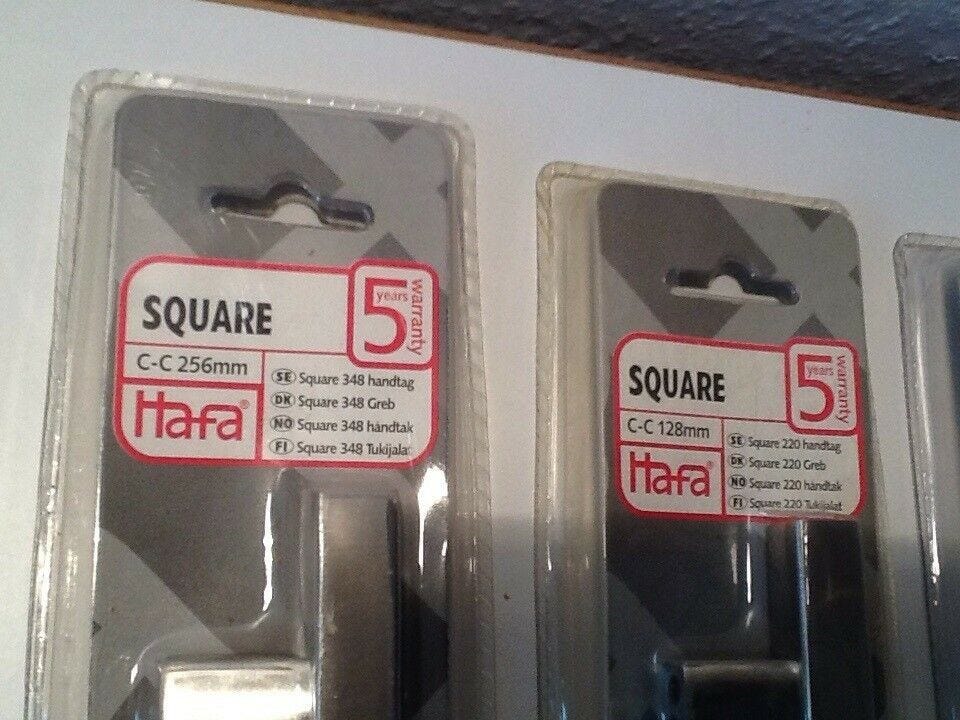 SQUARE
5 years warranty
C-C 256mm
Hafa®
SE Square 348 handtag
DK Square 348 Greb
NO Square 348 håndtak
FI Square 348 Tukijalat
SQUARE
5 years warranty
C-C 128mm
Hafa®
SE Square 220 handtag
DK Square 220 Greb
NO Square 220 håndtak
FI Square 220 Tukijalat